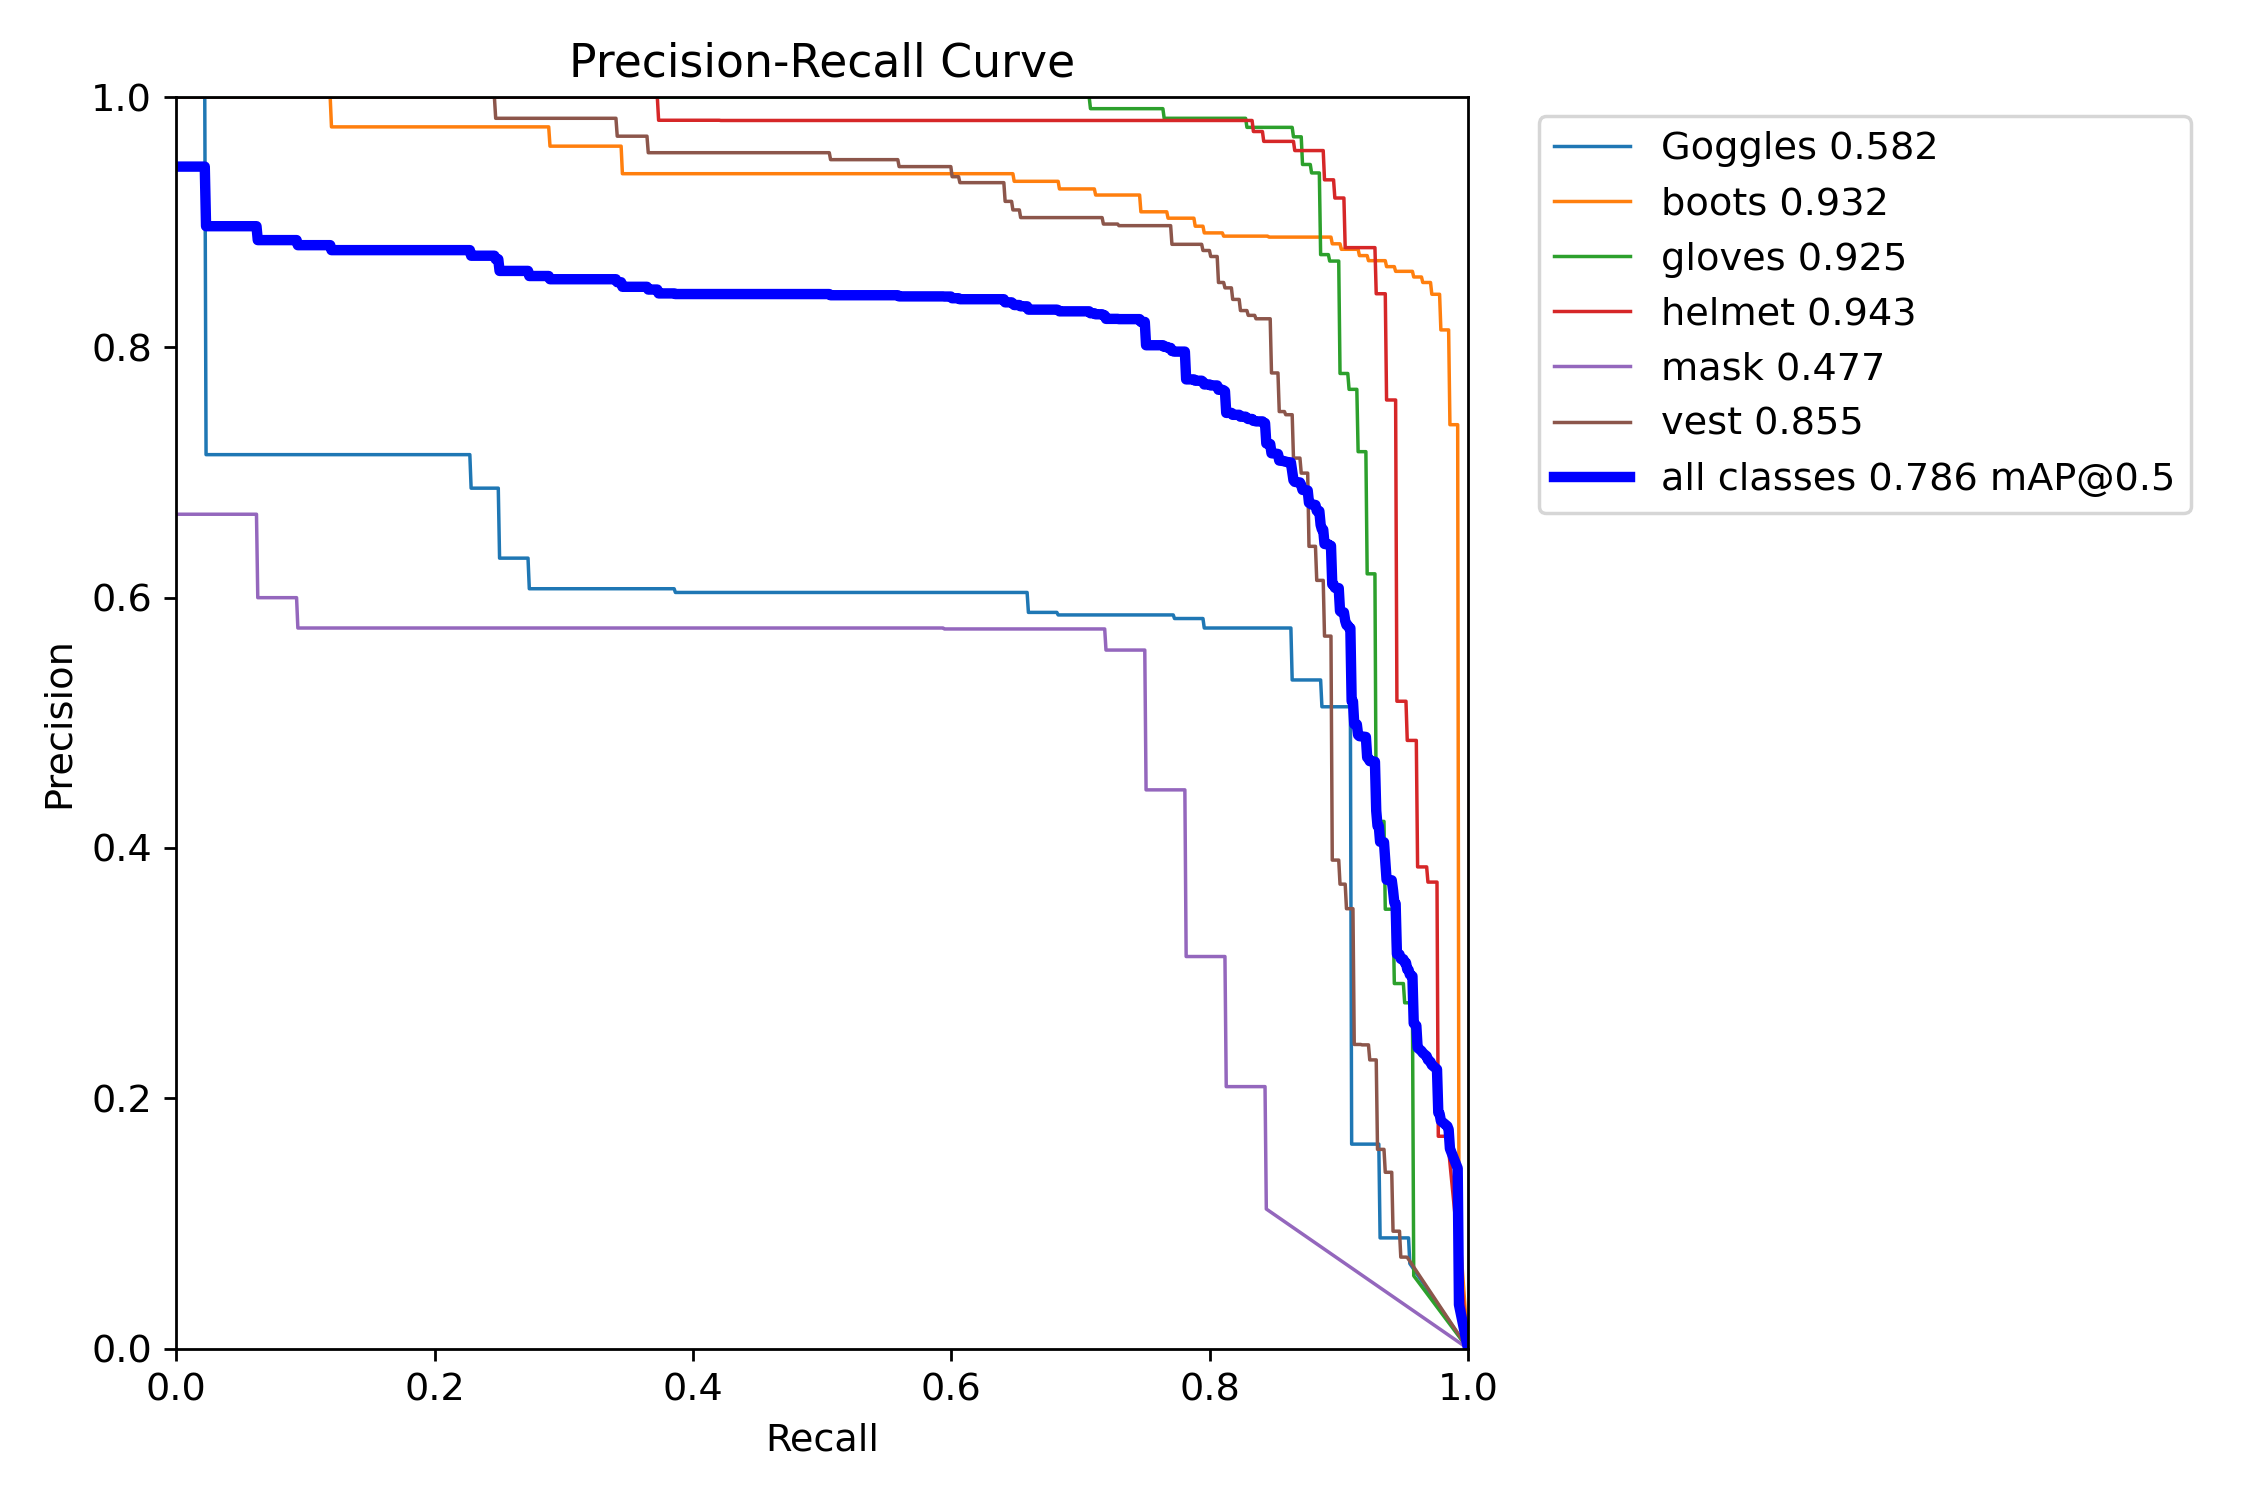 Precision-Recall Curve
1.0
0.8
0.6
0.4
0.2
0.0
Precision
0.0 0.2 0.4 0.6 0.8 1.0
Recall
Goggles 0.582
boots 0.932
gloves 0.925
helmet 0.943
mask 0.477
vest 0.855
all classes 0.786 mAP@0.5